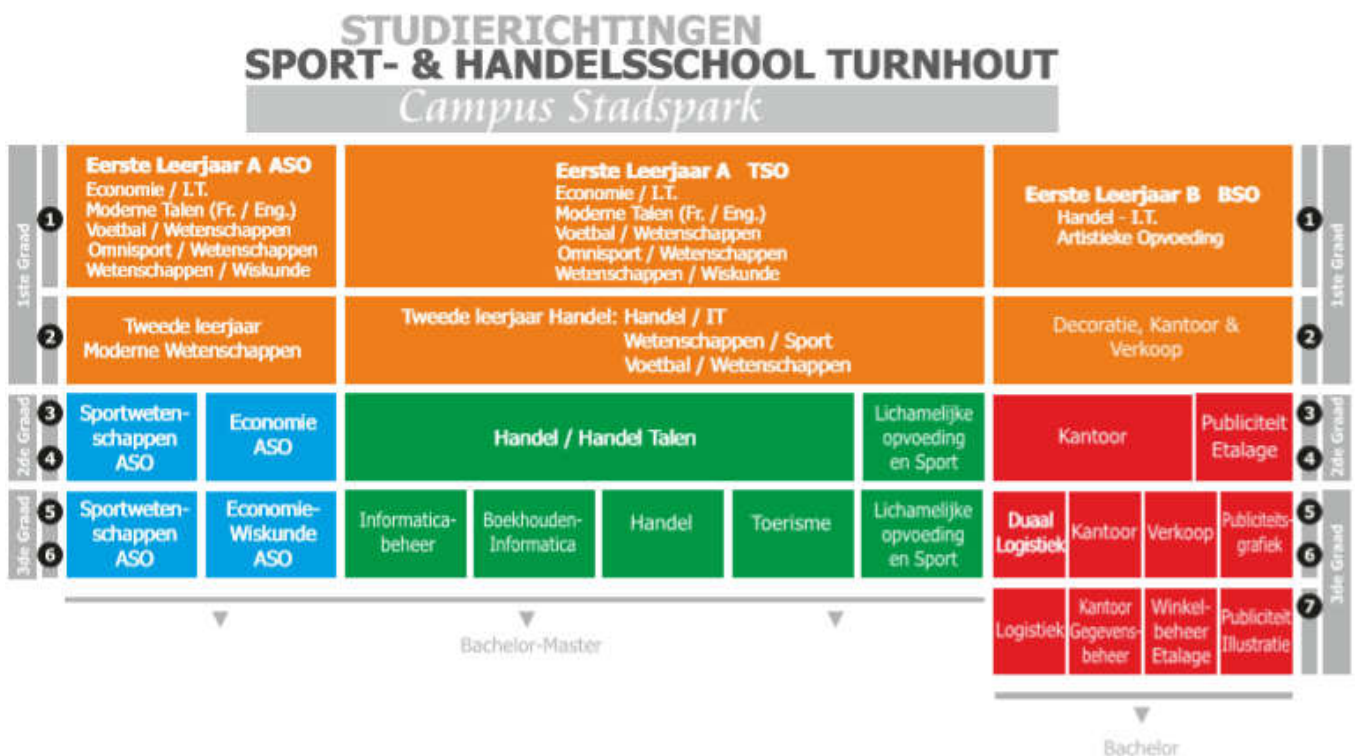 STUDIERICHTINGEN
SPORT- & HANDELSSCHOOL TURNHOUT
Campus Stadspark
1ste Graad
1
Eerste Leerjaar A ASO
Economie / I.T.
Moderne Talen (Fr. / Eng.)
Voetbal / Wetenschappen
Omnisport / Wetenschappen
Wetenschappen / Wiskunde
Eerste Leerjaar A TSO
Economie / I.T.
Moderne Talen (Fr. / Eng.)
Voetbal / Wetenschappen
Omnisport / Wetenschappen
Wetenschappen / Wiskunde
Eerste Leerjaar B BSO
Handel - I.T.
Artistieke Opvoeding
1
1ste Graad
2
Tweede leerjaar
Moderne Wetenschappen
Tweede leerjaar Handel: Handel / IT
Wetenschappen / Sport
Voetbal / Wetenschappen
Decoratie, Kantoor &
Verkoop
2
2de Graad
3
4
Sportweten-
schappen
ASO
Economie
ASO
Handel / Handel Talen
Lichamelijke
opvoeding
en Sport
Kantoor
Publiciteit
Etalage
3
4
2de Graad
3de Graad
5
6
Sportweten-
schappen
ASO
Economie-
Wiskunde
ASO
Informatica-
beheer
Boekhouden-
Informatica
Handel
Toerisme
Lichamelijke
opvoeding
en Sport
Duaal
Logistiek
Kantoor
Verkoop
Publiciteits-
grafiek
5
6
3de Graad
Logistiek
Kantoor
Gegevens-
beheer
Winkel-
beheer
Etalage
Publiciteit
Illustratie
7
Bachelor-Master
Bachelor